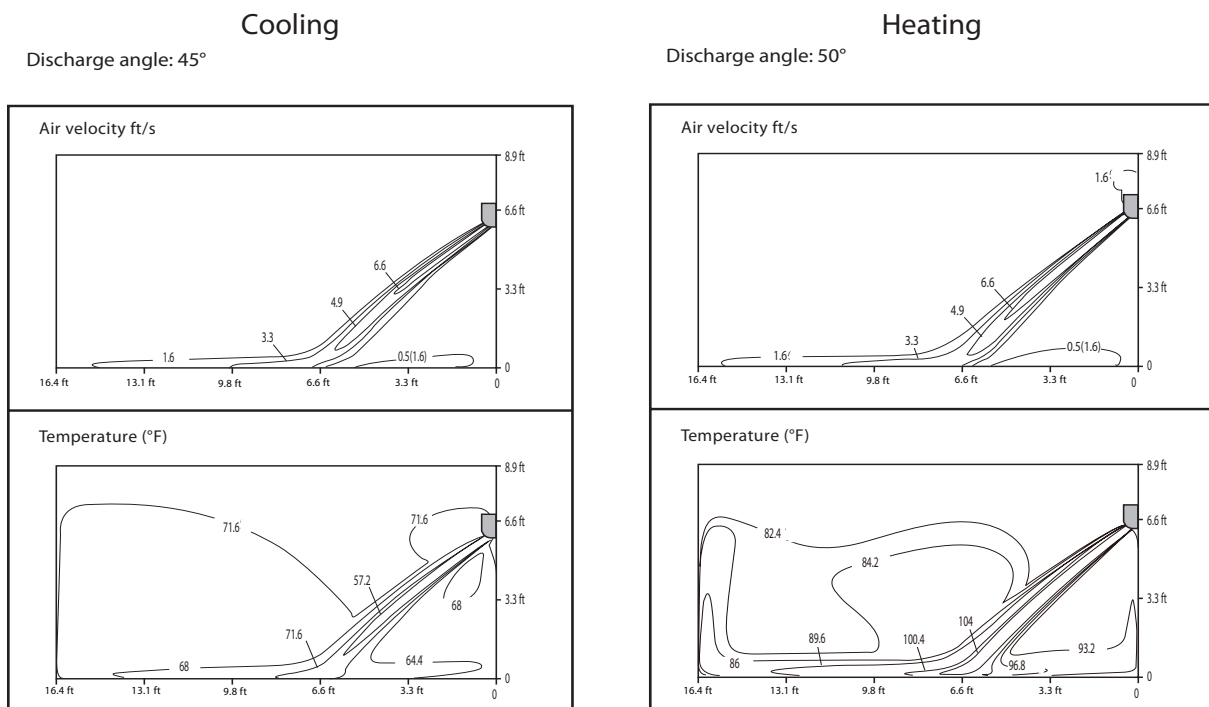 Cooling
Discharge angle: 45°
Air velocity ft/s
8.9 ft
6.6 ft
6.6
4.9
3.3 ft
3.3
1.6
0.5(1.6)
0
16.4 ft 13.1 ft 9.8 ft 6.6 ft 3.3 ft 0
Temperature (°F)
8.9 ft
71.6
71.6
6.6 ft
57.2
3.3 ft
68
71.6
68
64.4
0
16.4 ft 13.1 ft 9.8 ft 6.6 ft 3.3 ft 0
Heating
Discharge angle: 50°
Air velocity ft/s
8.9 ft
1.6
6.6 ft
6.6
3.3 ft
4.9
3.3
1.6
0.5(1.6)
0
16.4 ft 13.1 ft 9.8 ft 6.6 ft 3.3 ft 0
Temperature (°F)
8.9 ft
82.4
6.6 ft
84.2
3.3 ft
104
89.6
100.4
93.2
86
96.8
0
16.4 ft 13.1 ft 9.8 ft 6.6 ft 3.3 ft 0